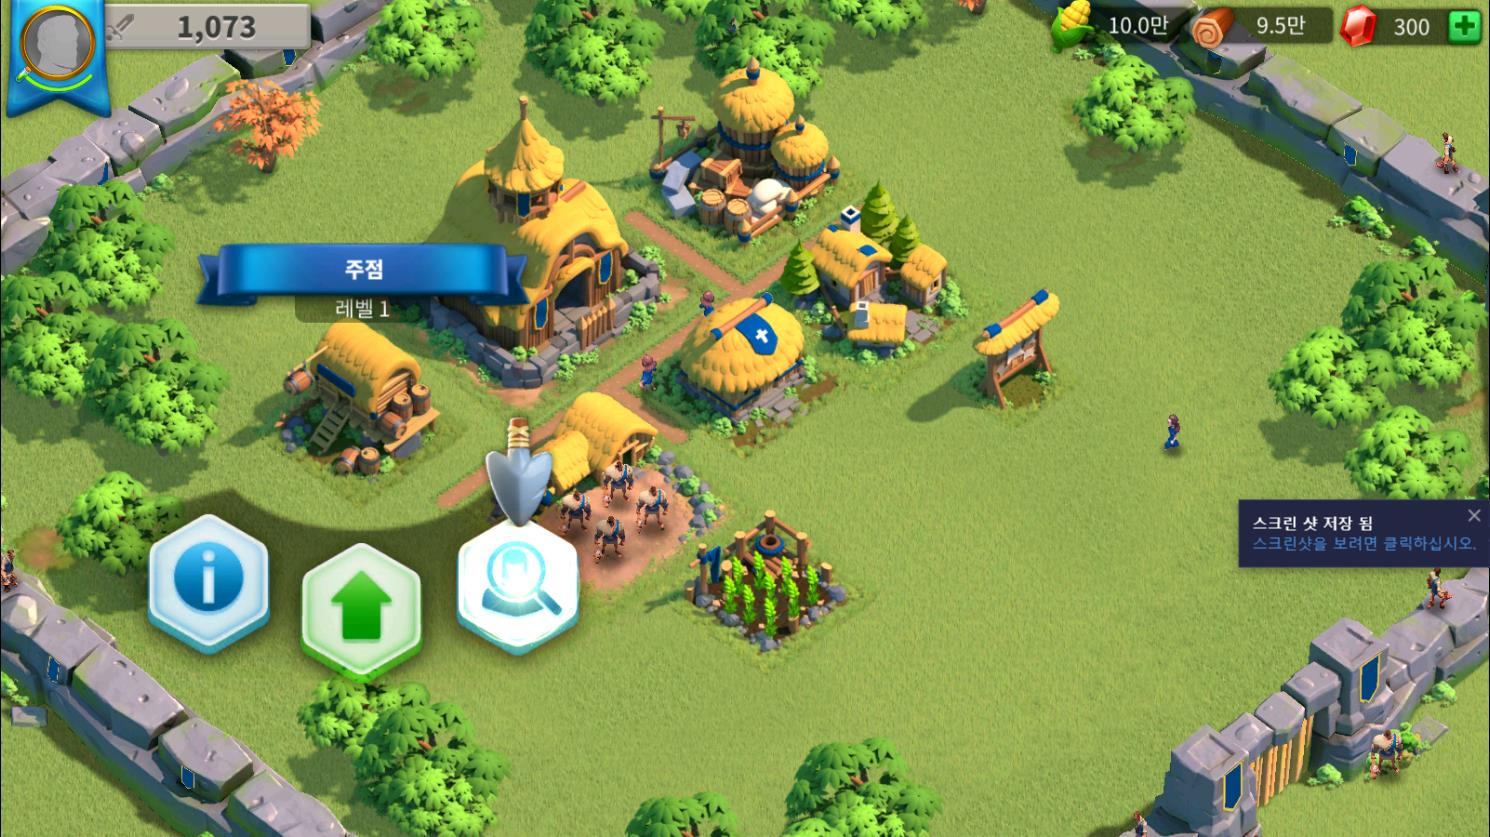 1,073
10.0만
9.5만
300
주점
레벨 1
스크린 샷 저장 됨
스크린샷을 보려면 클릭하십시오.